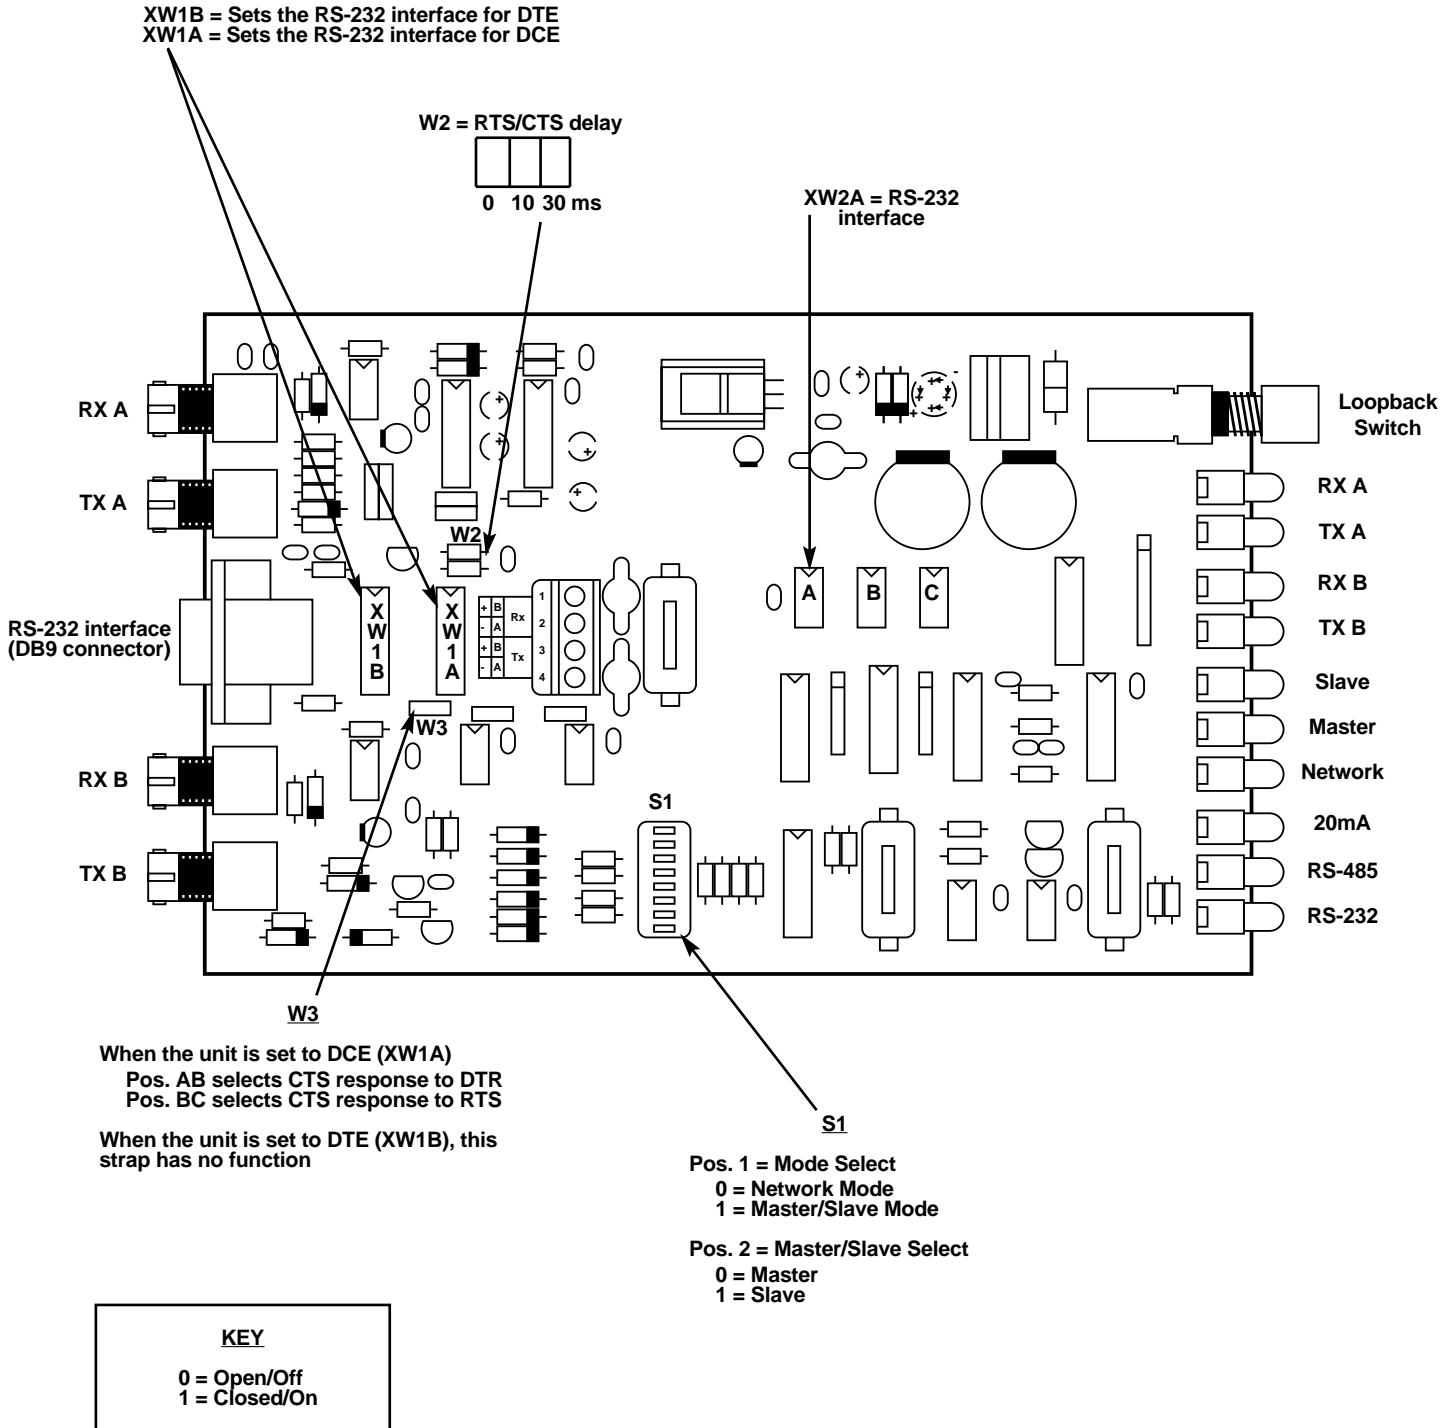 XW1B = Sets the RS-232 interface for DTE
XW1A = Sets the RS-232 interface for DCE
W2 = RTS/CTS delay
0 10 30 ms
XW2A = RS-232
interface
RX A
TX A
RS-232 interface
(DB9 connector)
RX B
TX B
W2
XW1B
XW1A
W3
+ B
- A
Rx
+ B
- A
Tx
1
2
3
4
+
+
+
+
+
+
-
A
B
C
S1
Loopback
Switch
RX A
TX A
RX B
TX B
Slave
Master
Network
20mA
RS-485
RS-232
W3
When the unit is set to DCE (XW1A)
Pos. AB selects CTS response to DTR
Pos. BC selects CTS response to RTS
When the unit is set to DTE (XW1B), this
strap has no function
S1
Pos. 1 = Mode Select
0 = Network Mode
1 = Master/Slave Mode
Pos. 2 = Master/Slave Select
0 = Master
1 = Slave
KEY
0 = Open/Off
1 = Closed/On